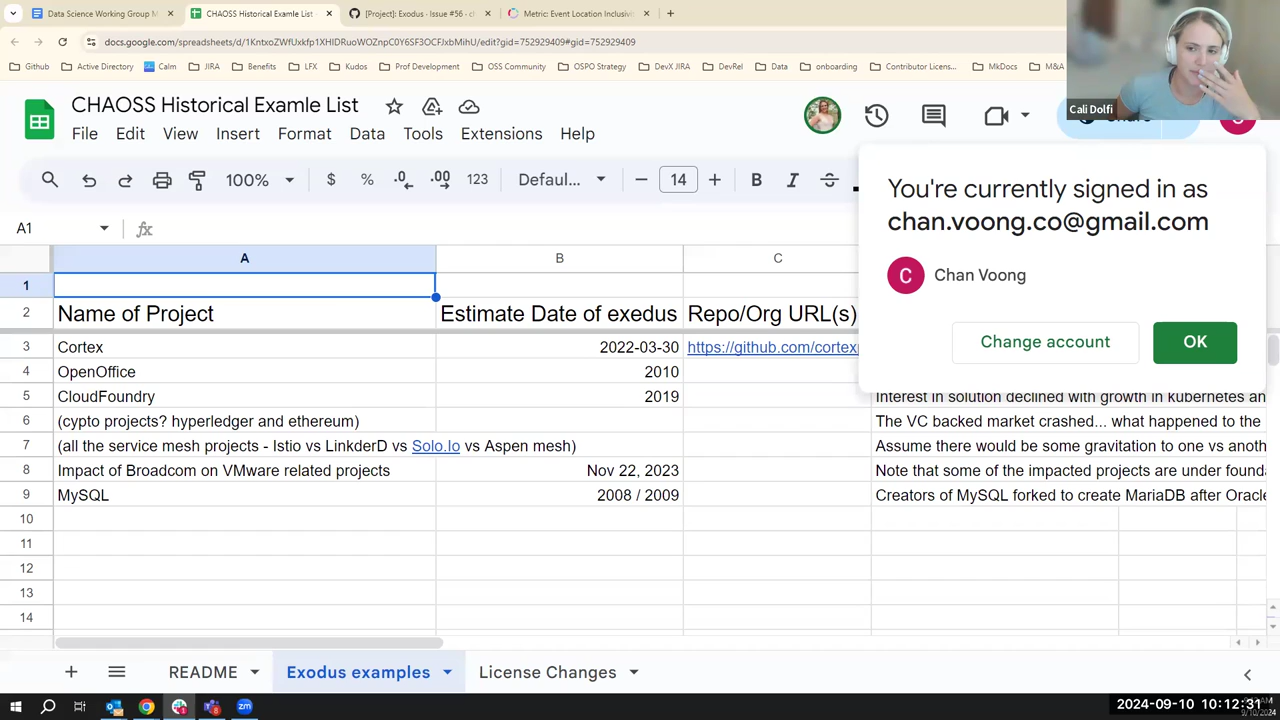 Data Science Working Group M
CHAOSS Historical Examle List -
[Project]: Exodus · Issue #56 · c
Metric: Event Location Inclusivi
docs.google.com/spreadsheets/d/1KntxoZWfUxkfp1XHIDRuoWOZnpC0Y6SF3OCFJxbMihU/edit?gid=752929409#gid=752929409
Github
Active Directory
Calm
JIRA
Benefits
LFX
Kudos
Prof Development
OSS Community
OSPO Strategy
DevX JIRA
DevRel
Data
onboarding
Contributor Licens...
MkDocs
M&A
Cali Dolfi
CHAOSS Historical Examle List
File Edit View Insert Format Data Tools Extensions Help
100% $ % .0 .00 123 Defaul... 14 B I
You're currently signed in as
chan.voong.co@gmail.com
C Chan Voong
Change account OK
A1 fx
A B C
1
2 Name of Project Estimate Date of exedus Repo/Org URL(s)
3 Cortex 2022-03-30 https://github.com/cortexp
4 OpenOffice 2010
5 CloudFoundry 2019 Interest in solution declined with growth in kubernetes an
6 (cypto projects? hyperledger and ethereum) The VC backed market crashed... what happened to the
7 (all the service mesh projects - Istio vs LinkderD vs Solo.Io vs Aspen mesh) Assume there would be some gravitation to one vs anoth
8 Impact of Broadcom on VMware related projects Nov 22, 2023 Note that some of the impacted projects are under founda
9 MySQL 2008 / 2009 Creators of MySQL forked to create MariaDB after Oracle
10
11
12
13
14
README Exodus examples License Changes
2024-09-10 10:12:31
9/10/2024